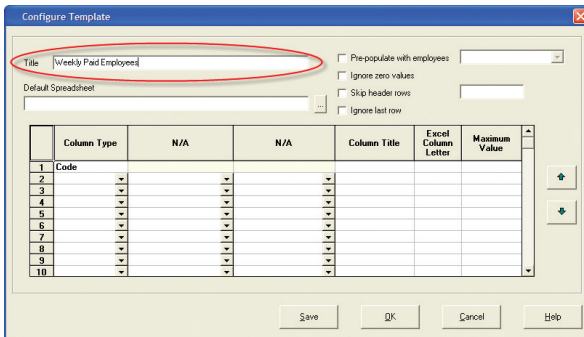 Configure Template
Title Weekly Paid Employees
Pre-populate with employees
Ignore zero values
Default Spreadsheet
Skip header rows
...
Ignore last row
Column Type N/A N/A Column Title Excel Column Letter Maximum Value
1 Code
2
3
4
5
6
7
8
9
10
Save OK Cancel Help